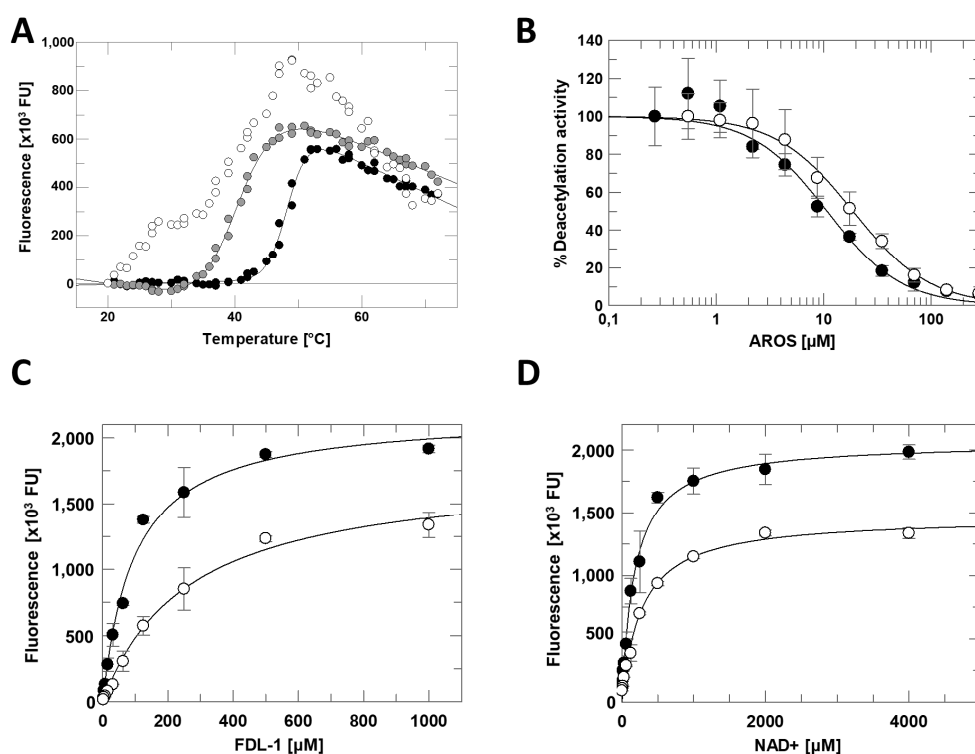 A
Fluorescence [x10³ FU]
1,000
800
600
400
200
0
20 40 60
Temperature [°C]
B
% Deacetylation activity
140
120
100
80
60
40
20
0
0,1 1 10 100
AROS [µM]
C
Fluorescence [x10³ FU]
2,000
1,500
1,000
500
0
0 200 400 600 800 1000
FDL-1 [µM]
D
Fluorescence [x10³ FU]
2,000
1,500
1,000
500
0
0 2000 4000
NAD+ [µM]